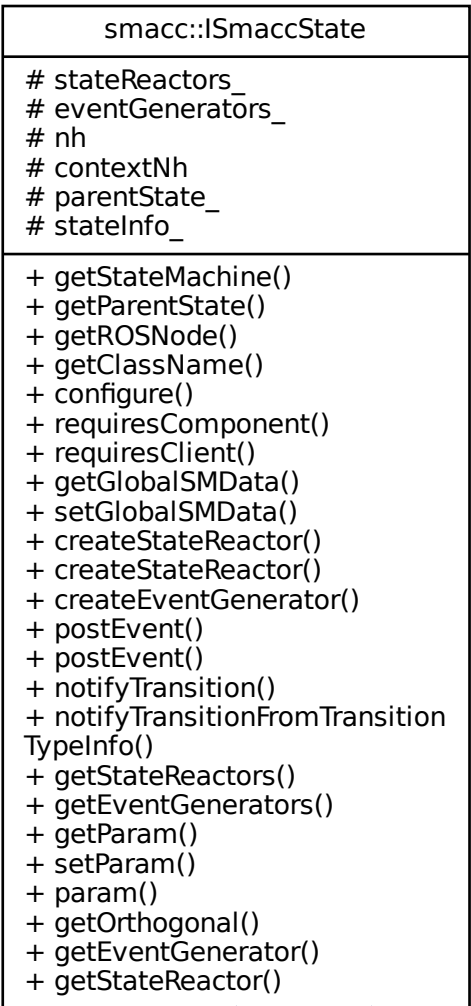 smacc::ISmaccState
# stateReactors_
# eventGenerators_
# nh
# contextNh
# parentState_
# stateInfo_
+ getStateMachine()
+ getParentState()
+ getROSNode()
+ getClassName()
+ configure()
+ requiresComponent()
+ requiresClient()
+ getGlobalSMData()
+ setGlobalSMData()
+ createStateReactor()
+ createStateReactor()
+ createEventGenerator()
+ postEvent()
+ postEvent()
+ notifyTransition()
+ notifyTransitionFromTransition
TypeInfo()
+ getStateReactors()
+ getEventGenerators()
+ getParam()
+ setParam()
+ param()
+ getOrthogonal()
+ getEventGenerator()
+ getStateReactor()